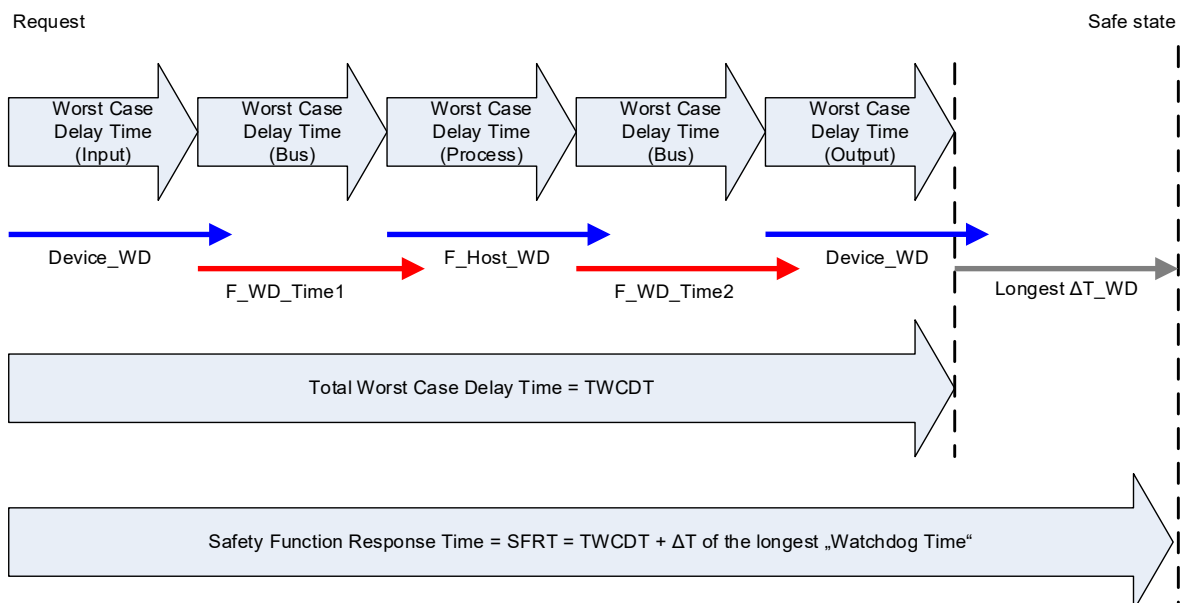 Request
Safe state
Worst Case
Delay Time
(Input)
Worst Case
Delay Time
(Bus)
Worst Case
Delay Time
(Process)
Worst Case
Delay Time
(Bus)
Worst Case
Delay Time
(Output)
Device_WD
F_WD_Time1
F_Host_WD
F_WD_Time2
Device_WD
Longest ΔT_WD
Total Worst Case Delay Time = TWCDT
Safety Function Response Time = SFRT = TWCDT + ΔT of the longest „Watchdog Time“